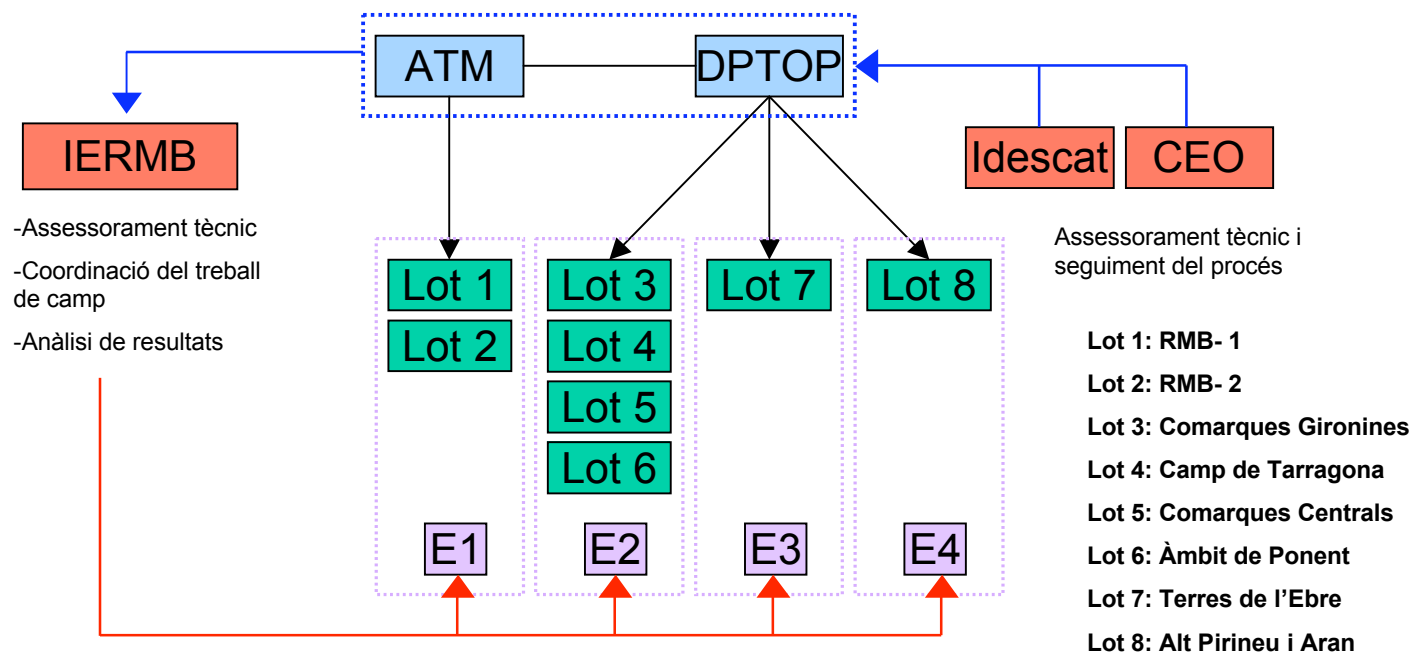 ATM
DPTOP
IERMB
Idescat
CEO
-Assessorament tècnic
-Coordinació del treball
de camp
-Anàlisi de resultats
Assessorament tècnic i
seguiment del procés
Lot 1
Lot 2
Lot 3
Lot 4
Lot 5
Lot 6
Lot 7
Lot 8
E1
E2
E3
E4
Lot 1: RMB- 1
Lot 2: RMB- 2
Lot 3: Comarques Gironines
Lot 4: Camp de Tarragona
Lot 5: Comarques Centrals
Lot 6: Àmbit de Ponent
Lot 7: Terres de l’Ebre
Lot 8: Alt Pirineu i Aran